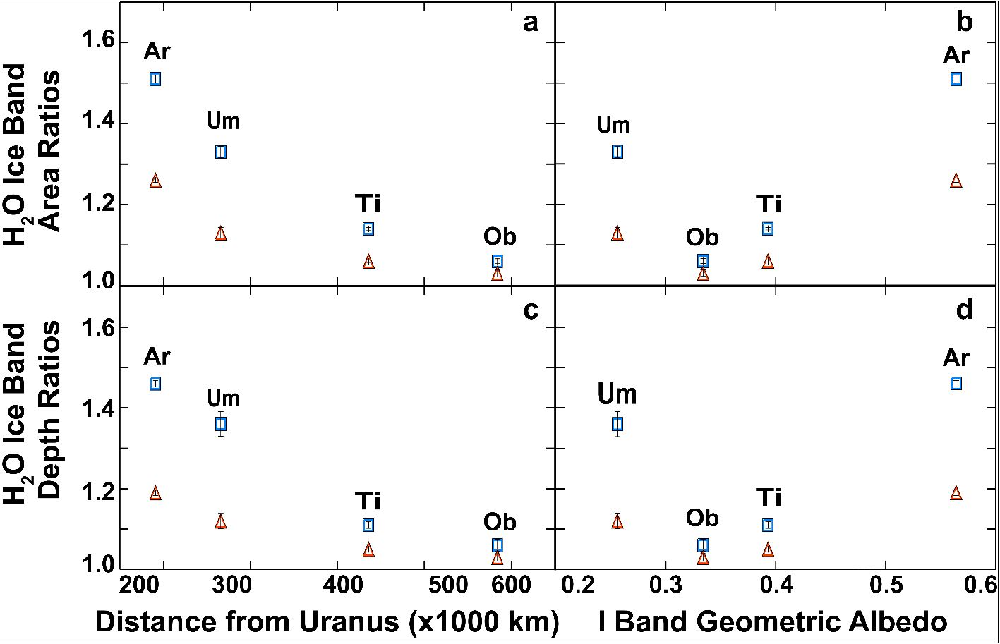 H2O Ice Band
Area Ratios
1.6
1.4
1.2
1.0
a
Ar
Um
Ti
Ob
b
Ar
Um
Ob
Ti
H2O Ice Band
Depth Ratios
1.6
1.4
1.2
1.0
c
Ar
Um
Ti
Ob
d
Ar
Um
Ob
Ti
200 300 400 500 600 0.2 0.3 0.4 0.5 0.6
Distance from Uranus (x1000 km) I Band Geometric Albedo